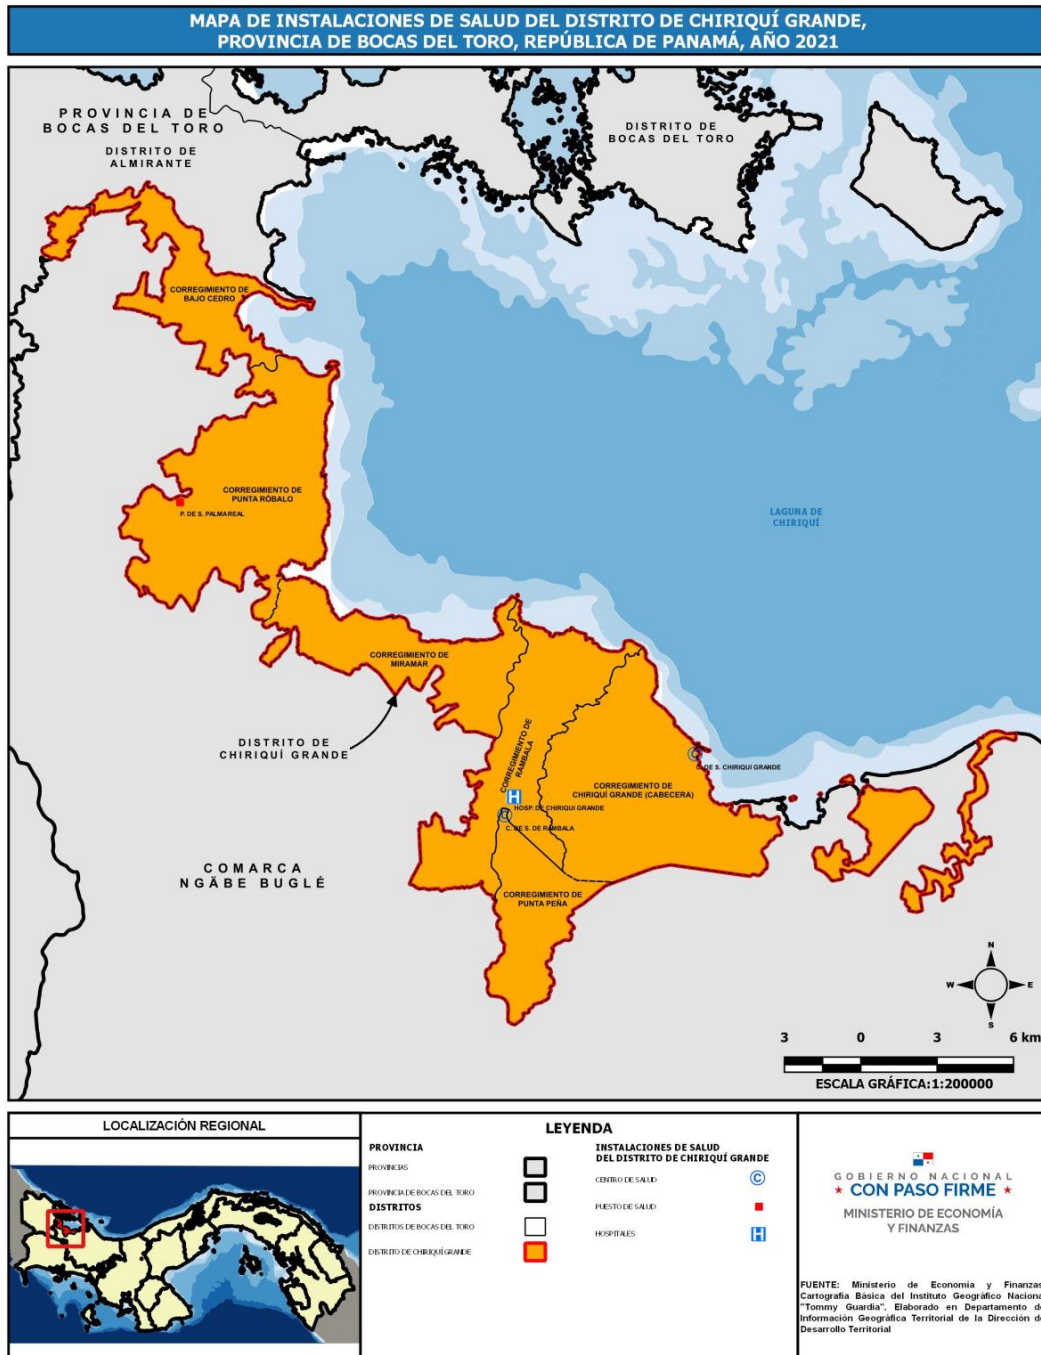 MAPA DE INSTALACIONES DE SALUD DEL DISTRITO DE CHIRIQUÍ GRANDE,
PROVINCIA DE BOCAS DEL TORO, REPÚBLICA DE PANAMÁ, AÑO 2021
PROVINCIA DE
BOCAS DEL TORO
DISTRITO DE
ALMIRANTE
DISTRITO DE
BOCAS DEL TORO
CORREGIMIENTO DE
BAJO CEDRO
CORREGIMIENTO DE
PUNTA RÓBALO
P. DE S. PALMA REAL
LAGUNA DE
CHIRIQUÍ
CORREGIMIENTO DE
MIRAMAR
DISTRITO DE
CHIRIQUÍ GRANDE
CORREGIMIENTO DE
RAMBALA
C. DE S. CHIRIQUI GRANDE
CORREGIMIENTO DE
CHIRIQUÍ GRANDE (CABECERA)
H
HOSP. DE CHIRIQUI GRANDE
C. DE S. DE RAMBALA
COMARCA
NGÄBE BUGLÉ
CORREGIMIENTO DE
PUNTA PEÑA
N
W
E
S
3 0 3 6 km
ESCALA GRÁFICA:1:200000
LOCALIZACIÓN REGIONAL
LEYENDA
PROVINCIA
PROVINCIAS
PROVINCIA DE BOCAS DEL TORO
DISTRITOS
DISTRITOS DE BOCAS DEL TORO
DISTRITO DE CHIRIQUÍ GRANDE
INSTALACIONES DE SALUD
DEL DISTRITO DE CHIRIQUÍ GRANDE
CENTRO DE SALUD
©
PUESTO DE SALUD
HOSPITALES
H
GOBIERNO NACIONAL
★ CON PASO FIRME ★
MINISTERIO DE ECONOMÍA
Y FINANZAS
FUENTE: Ministerio de Economía y Finanzas
Cartografía Básica del Instituto Geográfico Naciona
"Tommy Guardia". Elaborado en Departamento d
Información Geográfica Territorial de la Dirección d
Desarrollo Territorial